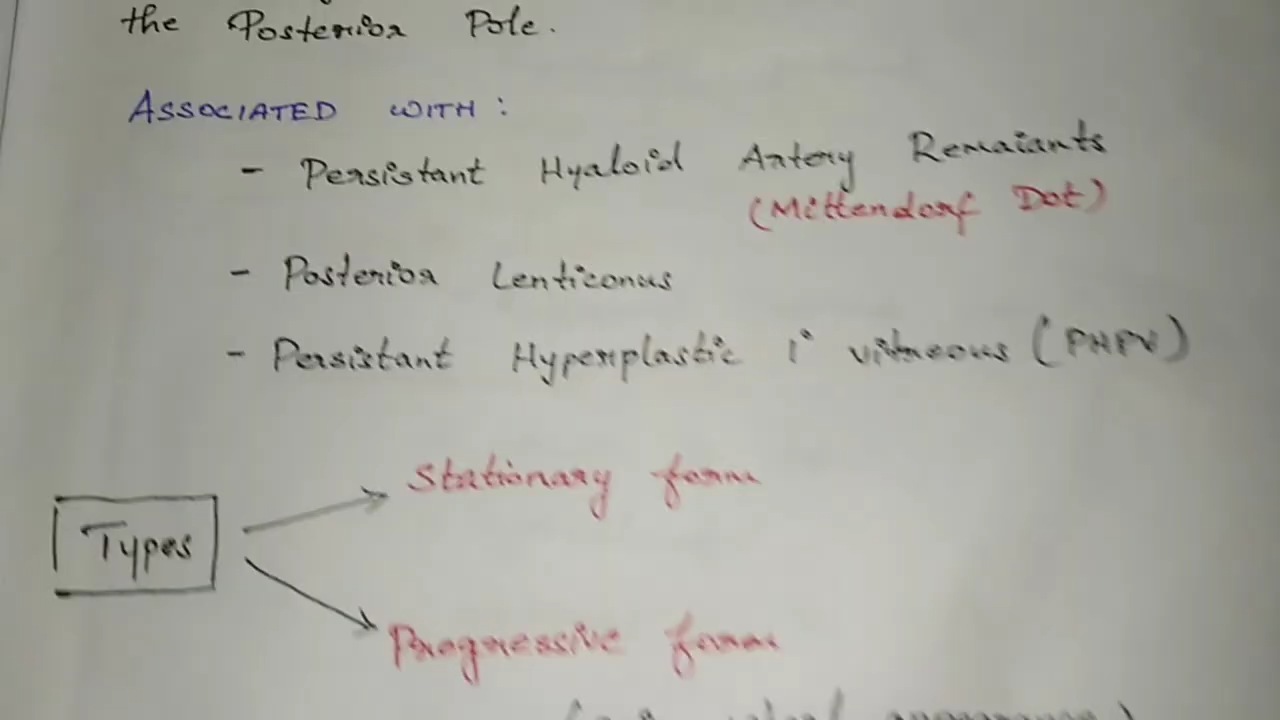 the Posterior Pole.
ASSOCIATED WITH:
- Persistant Hyaloid Artery Remaiants
(Mittendorf Dot)
- Posterior Lenticonus
- Persistant Hyperplastic 1° vitreous (PHPV)
Stationary form
Types
Progressive form